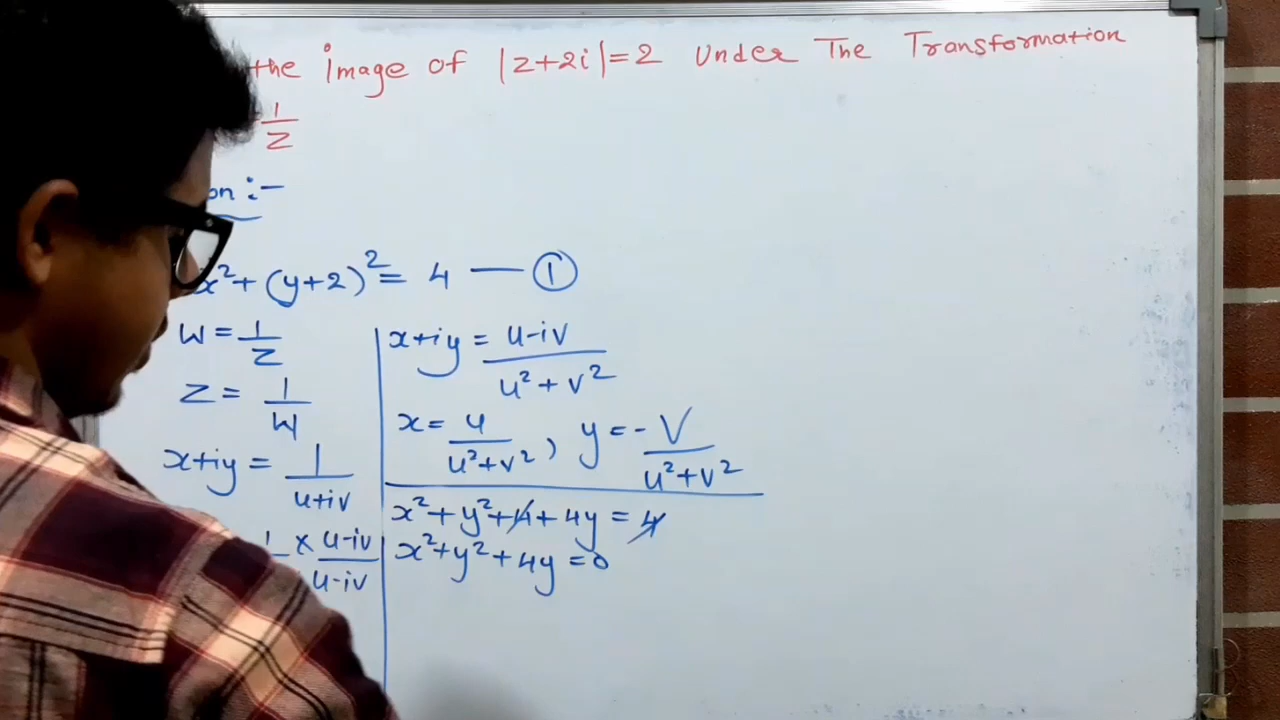 the image of |z+2i|=2 Under The Transformation
1/z
on :-
x²+(y+2)²= 4 — ①
W = 1/z
z = 1/W
x+iy = 1/(u+iv)
× (u-iv)/(u-iv)
x+iy = (u-iv)/(u²+v²)
x = u/(u²+v²), y = -V/(u²+v²)
x²+y²+4+4y = 4
x²+y²+4y = 0